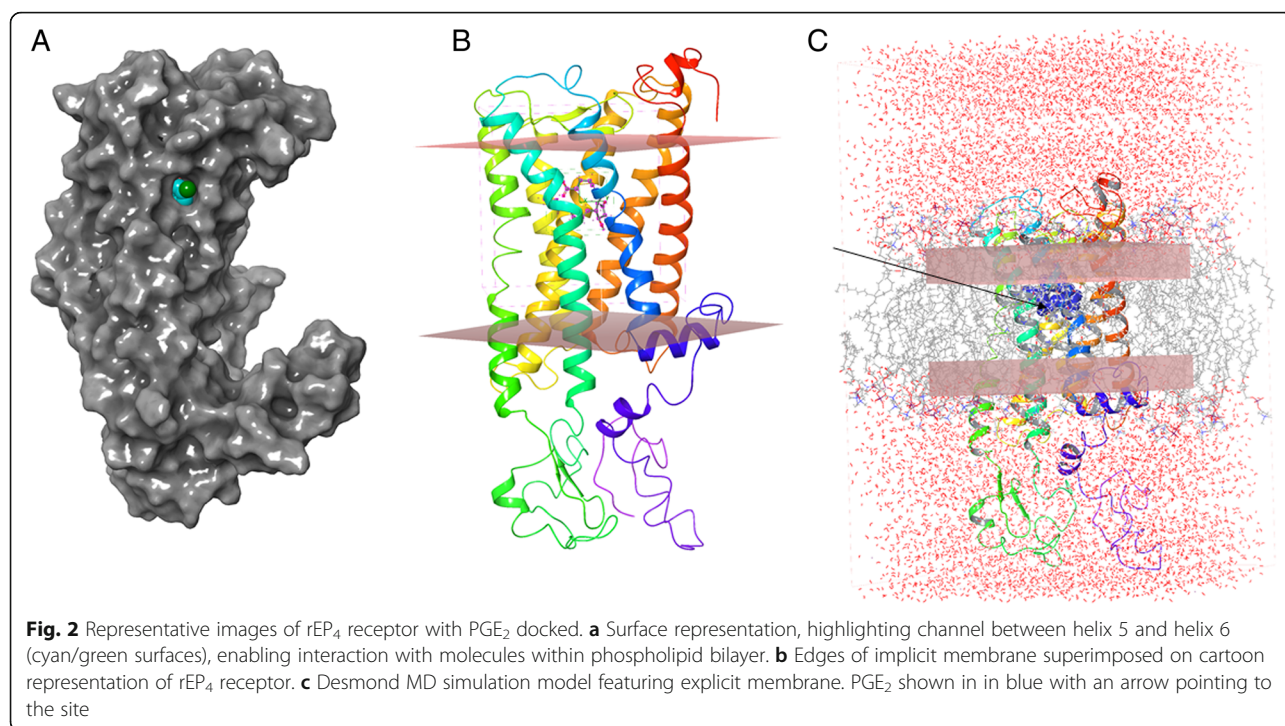 A
B
C
Fig. 2 Representative images of rEP₄ receptor with PGE₂ docked. a Surface representation, highlighting channel between helix 5 and helix 6
(cyan/green surfaces), enabling interaction with molecules within phospholipid bilayer. b Edges of implicit membrane superimposed on cartoon
representation of rEP₄ receptor. c Desmond MD simulation model featuring explicit membrane. PGE₂ shown in in blue with an arrow pointing to
the site